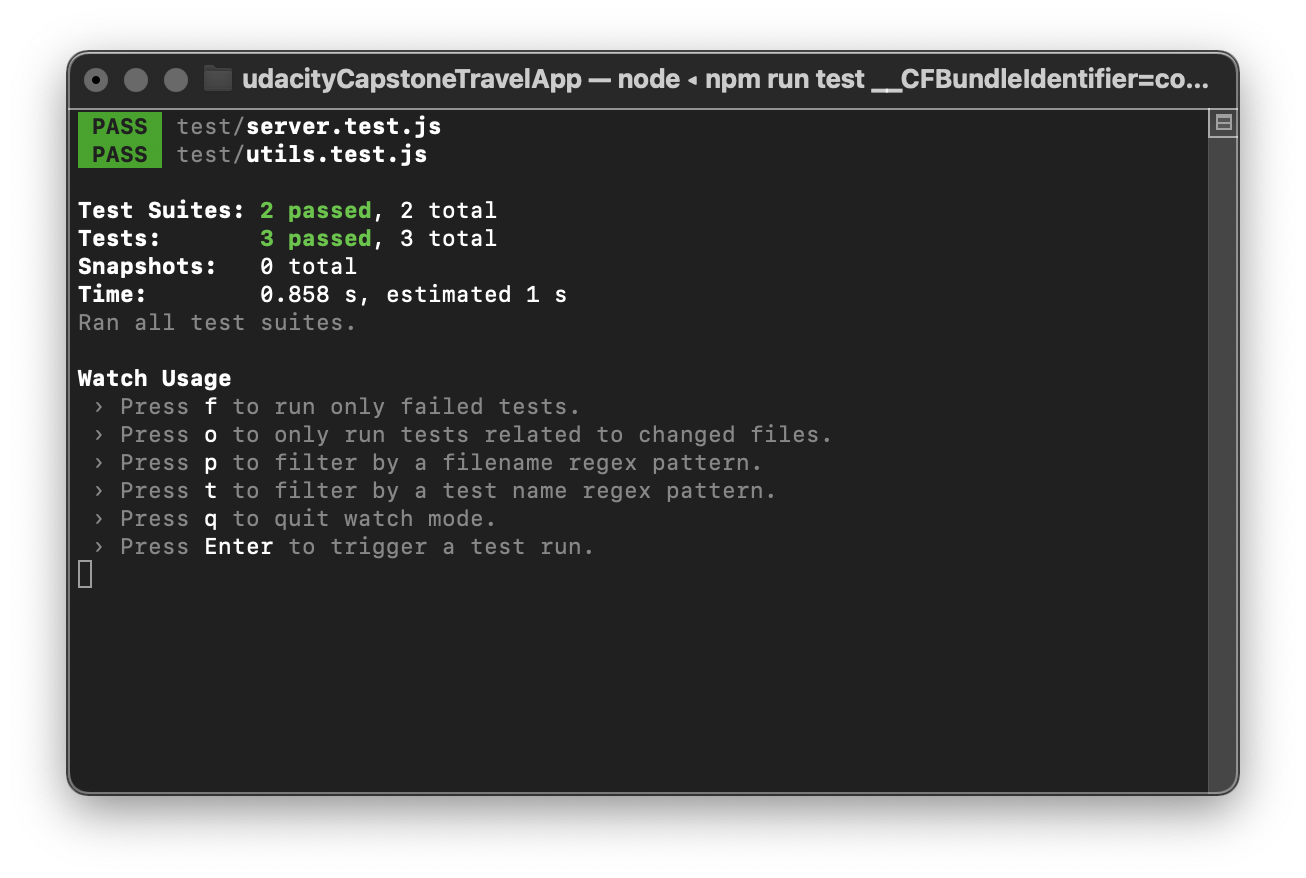 udacityCapstoneTravelApp — node ◂ npm run test __CFBundleIdentifier=co...
PASS test/server.test.js
PASS test/utils.test.js
Test Suites: 2 passed, 2 total
Tests:       3 passed, 3 total
Snapshots:   0 total
Time:        0.858 s, estimated 1 s
Ran all test suites.
Watch Usage
› Press f to run only failed tests.
› Press o to only run tests related to changed files.
› Press p to filter by a filename regex pattern.
› Press t to filter by a test name regex pattern.
› Press q to quit watch mode.
› Press Enter to trigger a test run.